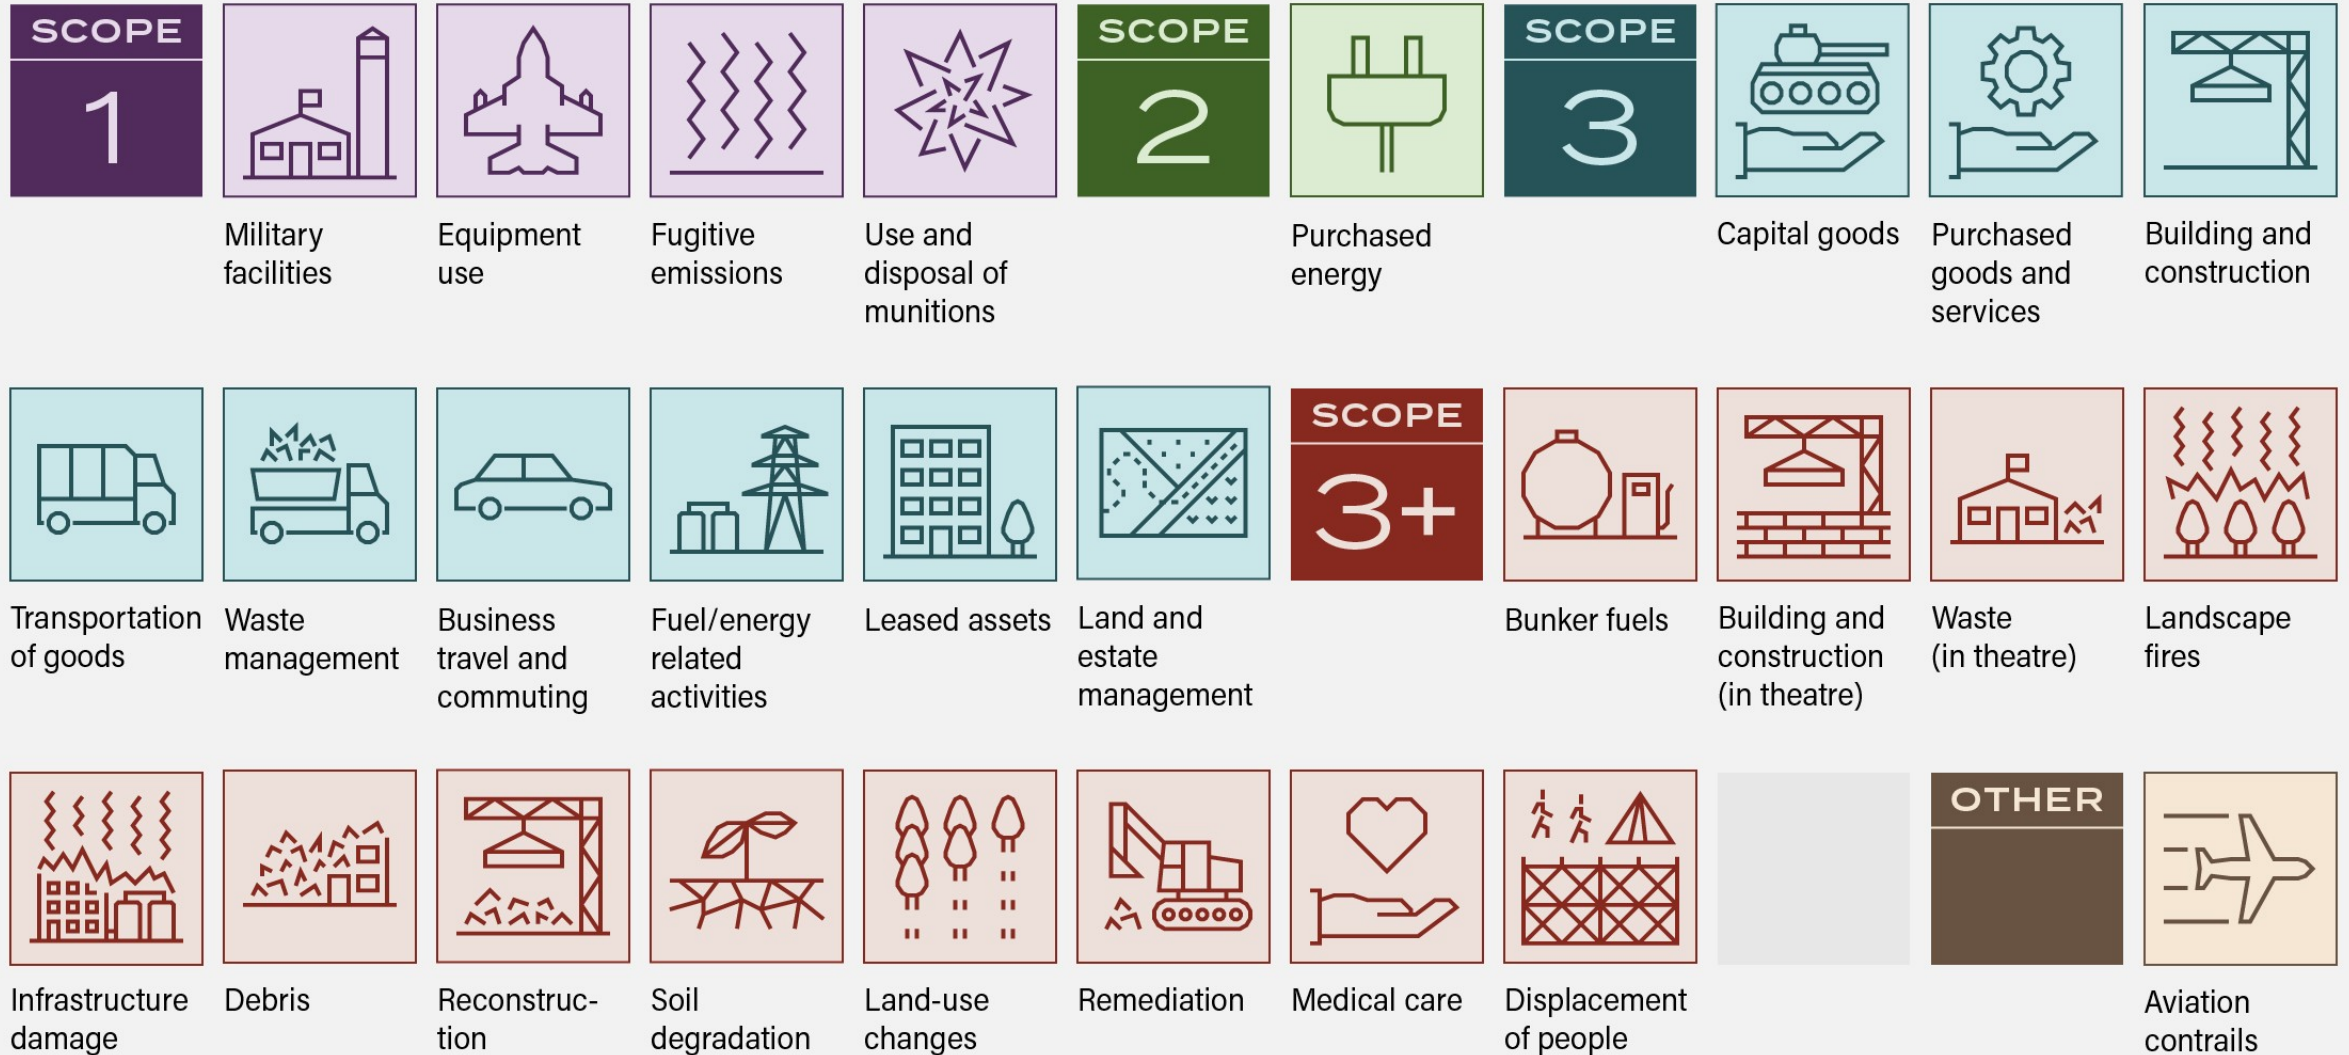 SCOPE
1
Military
facilities
Equipment
use
Fugitive
emissions
Use and
disposal of
munitions
SCOPE
2
Purchased
energy
SCOPE
3
Capital goods
Purchased
goods and
services
Building and
construction
Transportation
of goods
Waste
management
Business
travel and
commuting
Fuel/energy
related
activities
Leased assets
Land and
estate
management
SCOPE
3+
Bunker fuels
Building and
construction
(in theatre)
Waste
(in theatre)
Landscape
fires
Infrastructure
damage
Debris
Reconstruc-
tion
Soil
degradation
Land-use
changes
Remediation
Medical care
Displacement
of people
OTHER
Aviation
contrails